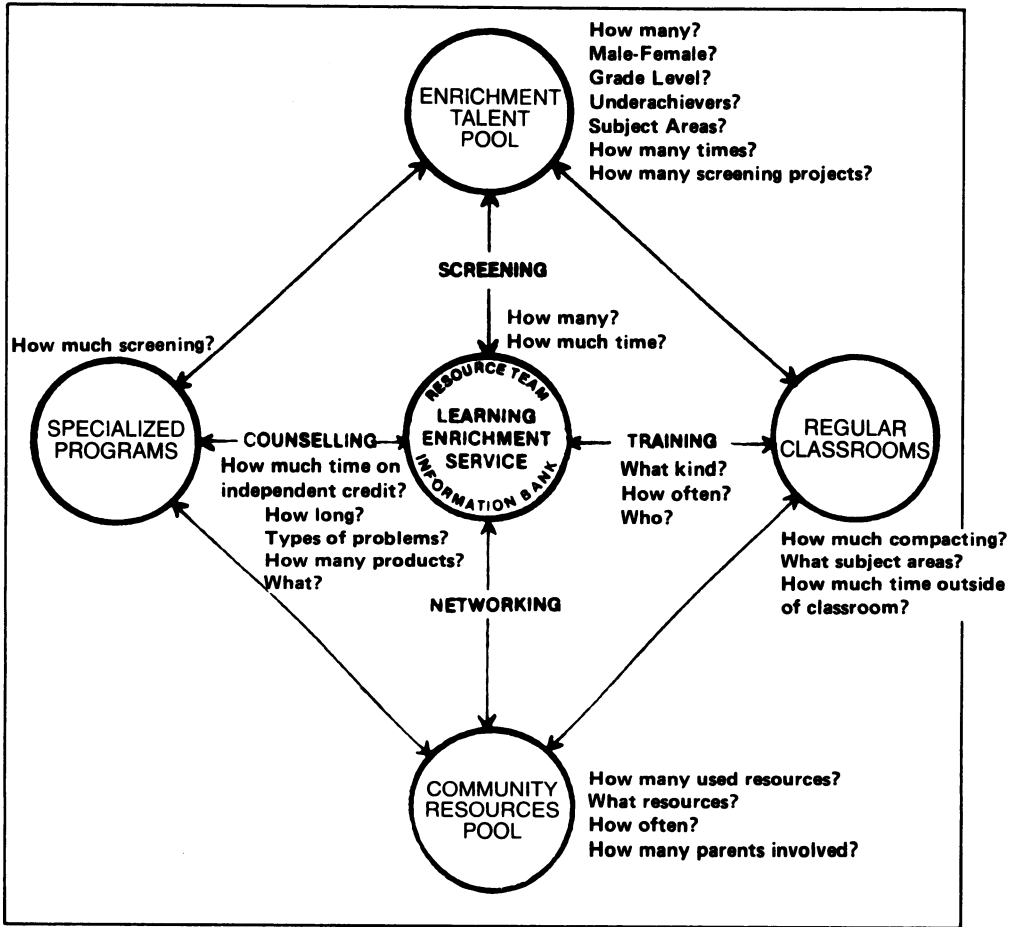 How many?
Male-Female?
Grade Level?
Underachievers?
Subject Areas?
How many times?
How many screening projects?
ENRICHMENT
TALENT
POOL
SCREENING
How many?
How much time?
How much screening?
SPECIALIZED
PROGRAMS
COUNSELLING
How much time on
independent credit?
How long?
Types of problems?
How many products?
What?
RESOURCE TEAM
LEARNING
ENRICHMENT
SERVICE
INFORMATION BANK
TRAINING
What kind?
How often?
Who?
REGULAR
CLASSROOMS
How much compacting?
What subject areas?
How much time outside
of classroom?
NETWORKING
COMMUNITY
RESOURCES
POOL
How many used resources?
What resources?
How often?
How many parents involved?